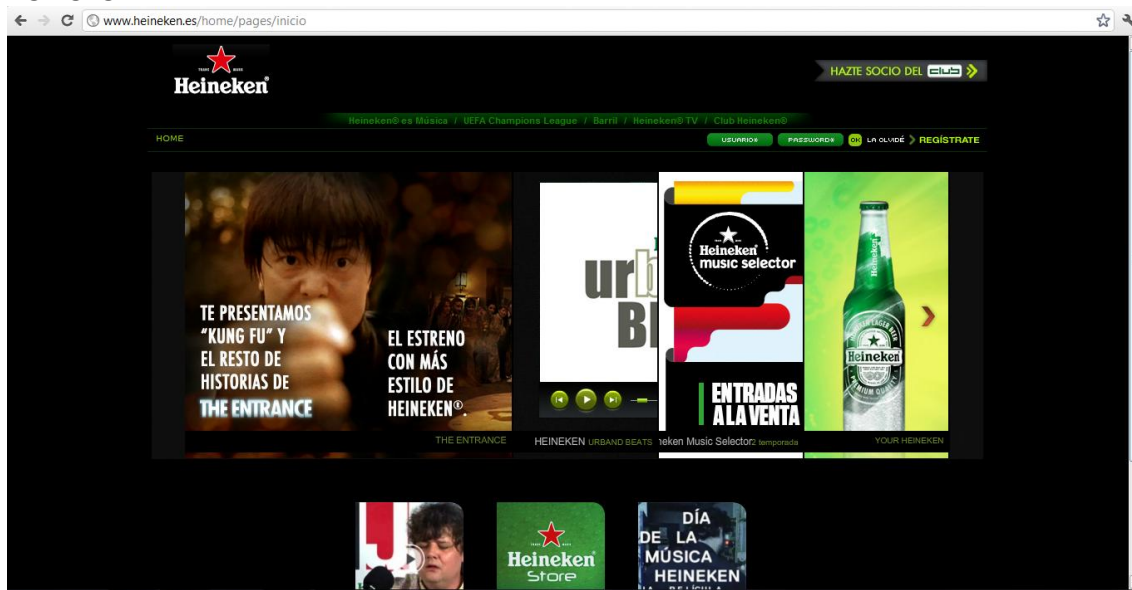 www.heineken.es/home/pages/inicio
Heineken®
HAZTE SOCIO DEL club
Heineken® es Música / UEFA Champions League / Barril / Heineken® TV / Club Heineken®
HOME
USUARIO* PASSWORD* OK LA OLVIDÉ REGÍSTRATE
TE PRESENTAMOS
"KUNG FU" Y
EL RESTO DE
HISTORIAS DE
THE ENTRANCE
EL ESTRENO
CON MÁS
ESTILO DE
HEINEKEN®.
THE ENTRANCE
urb
B
HEINEKEN URBAND BEATS
Heineken
music selector
ENTRADAS
A LA VENTA
neken Music Selector 2 temporada
Heineken
Heineken
YOUR HEINEKEN
Heineken
Store
DÍA
DE LA
MÚSICA
HEINEKEN